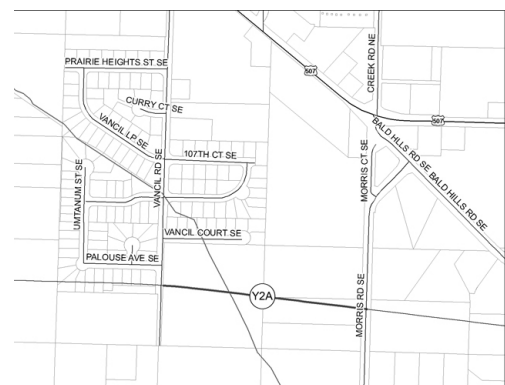 PRAIRIE HEIGHTS ST SE
CREEK RD NE
507
CURRY CT SE
507
VANCIL LP SE
BALD HILLS RD SE
BALD HILLS RD SE
107TH CT SE
MORRIS CT SE
VANCIL RD SE
UMTANUM ST SE
VANCIL COURT SE
PALOUSE AVE SE
Y2A
MORRIS RD SE